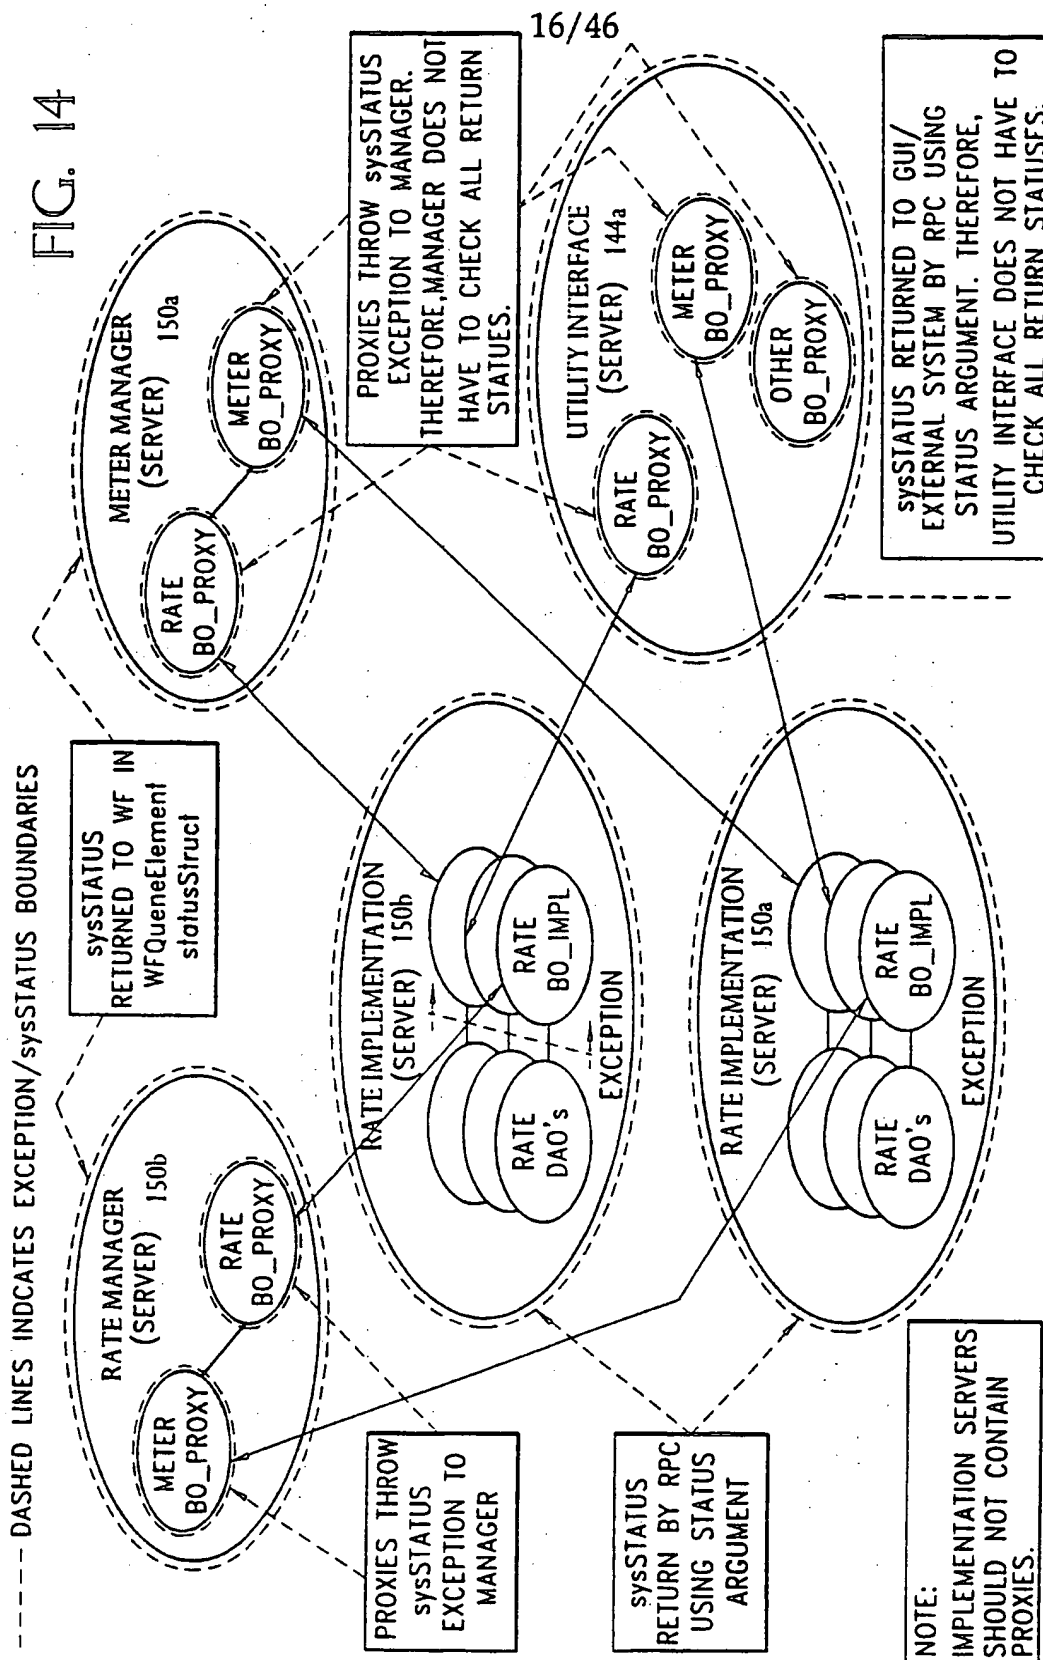 16/46
FIG. 14
---- DASHED LINES INDCATES EXCEPTION/sysSTATUS BOUNDARIES
RATE MANAGER
(SERVER) 150b
METER
BO_PROXY
RATE
BO_PROXY
sysSTATUS
RETURNED TO WF IN
WFQueneElement
statusStruct
METER MANAGER
(SERVER) 150a
RATE
BO_PROXY
METER
BO_PROXY
PROXIES THROW
sysSTATUS
EXCEPTION TO
MANAGER
RATE IMPLEMENTATION
(SERVER) 150b
RATE
DAO's
RATE
BO_IMPL
EXCEPTION
PROXIES THROW sysSTATUS
EXCEPTION TO MANAGER.
THEREFORE,MANAGER DOES NOT
HAVE TO CHECK ALL RETURN
STATUES.
sysSTATUS
RETURN BY RPC
USING STATUS
ARGUMENT
RATE IMPLEMENTATION
(SERVER) 150a
RATE
DAO's
RATE
BO_IMPL
EXCEPTION
UTILITY INTERFACE
(SERVER) 144a
RATE
BO_PROXY
METER
BO_PROXY
OTHER
BO_PROXY
NOTE:
IMPLEMENTATION SERVERS
SHOULD NOT CONTAIN
PROXIES.
sysSTATUS RETURNED TO GUI/
EXTERNAL SYSTEM BY RPC USING
STATUS ARGUMENT. THEREFORE,
UTILITY INTERFACE DOES NOT HAVE TO
CHECK ALL RETURN STATUSES.